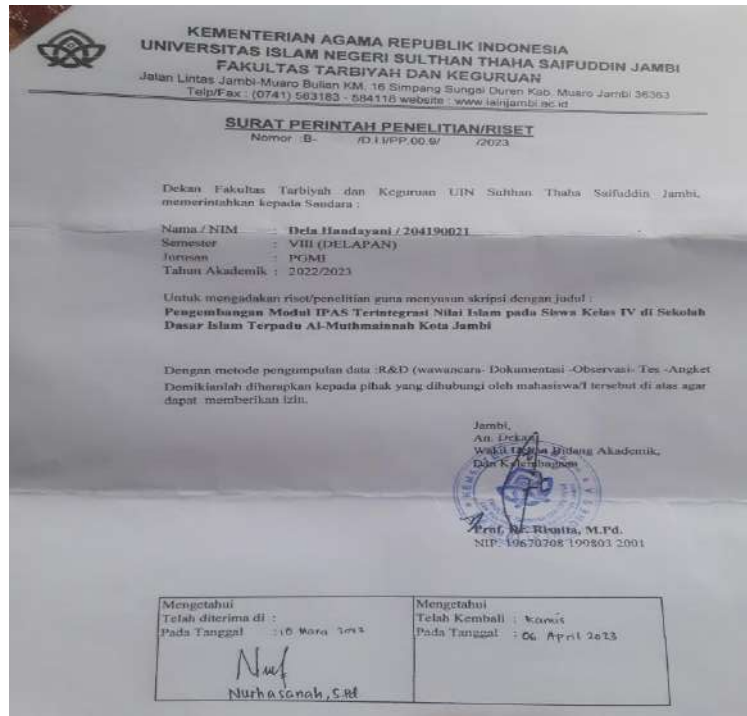 KEMENTERIAN AGAMA REPUBLIK INDONESIA
UNIVERSITAS ISLAM NEGERI SULTHAN THAHA SAIFUDDIN JAMBI
FAKULTAS TARBIYAH DAN KEGURUAN
Jalan Lintas Jambi-Muaro Bulian KM. 16 Simpang Sungai Duren Kab. Muaro Jambi 36363
Telp/Fax : (0741) 583183 - 584118 website : www.iainjambi.ac.id
SURAT PERINTAH PENELITIAN/RISET
Nomor :B- /D.I.I/PP.00.9/ /2023
Dekan Fakultas Tarbiyah dan Keguruan UIN Sulthan Thaha Saifuddin Jambi,
memerintahkan kepada Saudara :
Nama / NIM : Dela Handayani / 204190021
Semester : VIII (DELAPAN)
Jurusan : PGMI
Tahun Akademik : 2022/2023
Untuk mengadakan riset/penelitian guna menyusun skripsi dengan judul :
Pengembangan Modul IPAS Terintegrasi Nilai Islam pada Siswa Kelas IV di Sekolah
Dasar Islam Terpadu Al-Muthmainnah Kota Jambi
Dengan metode pengumpulan data :R&D (wawancara- Dokumentasi -Observasi- Tes -Angket
Demikianlah diharapkan kepada pihak yang dihubungi oleh mahasiswa/I tersebut di atas agar
dapat memberikan izin.
Jambi,
An. Dekan
Wakil Dekan Bidang Akademik,
Dan Kelembagaan
Prof. Dr. Risnita, M.Pd.
NIP. 19670708 199803 2001
Mengetahui
Telah diterima di :
Pada Tanggal : 10
Nurhasanah, S.Pd
Mengetahui
Telah Kembali : Kamis
Pada Tanggal : 06 April 2023